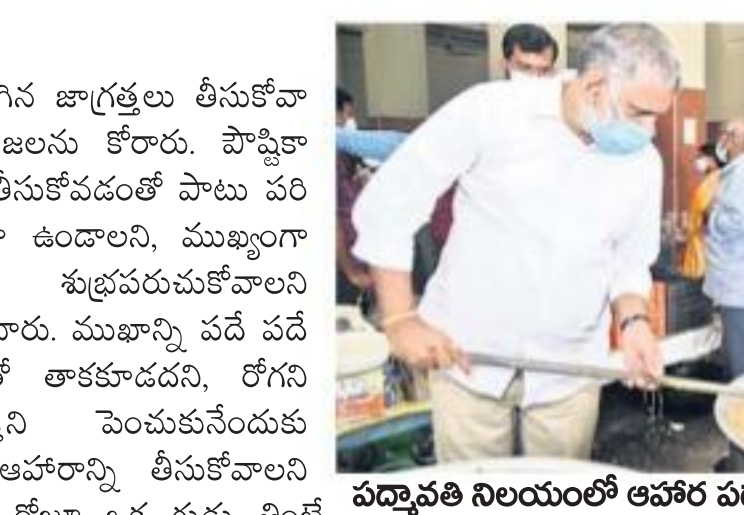 గిన జాగ్రత్తలు తీసుకోవా
జలను కోరారు. పౌష్టికా
తీసుకోవడంతో పాటు పరి
ఉండాలని, ముఖ్యంగా
శుభ్రపరుచుకోవాలని
వారు. ముఖాన్ని పదే పదే
తో తాకకూడదని, రోగని
పెంచుకునేందుకు
ఆహారాన్ని తీసుకోవాలని
పద్మావతి నిలయంలో ఆహార